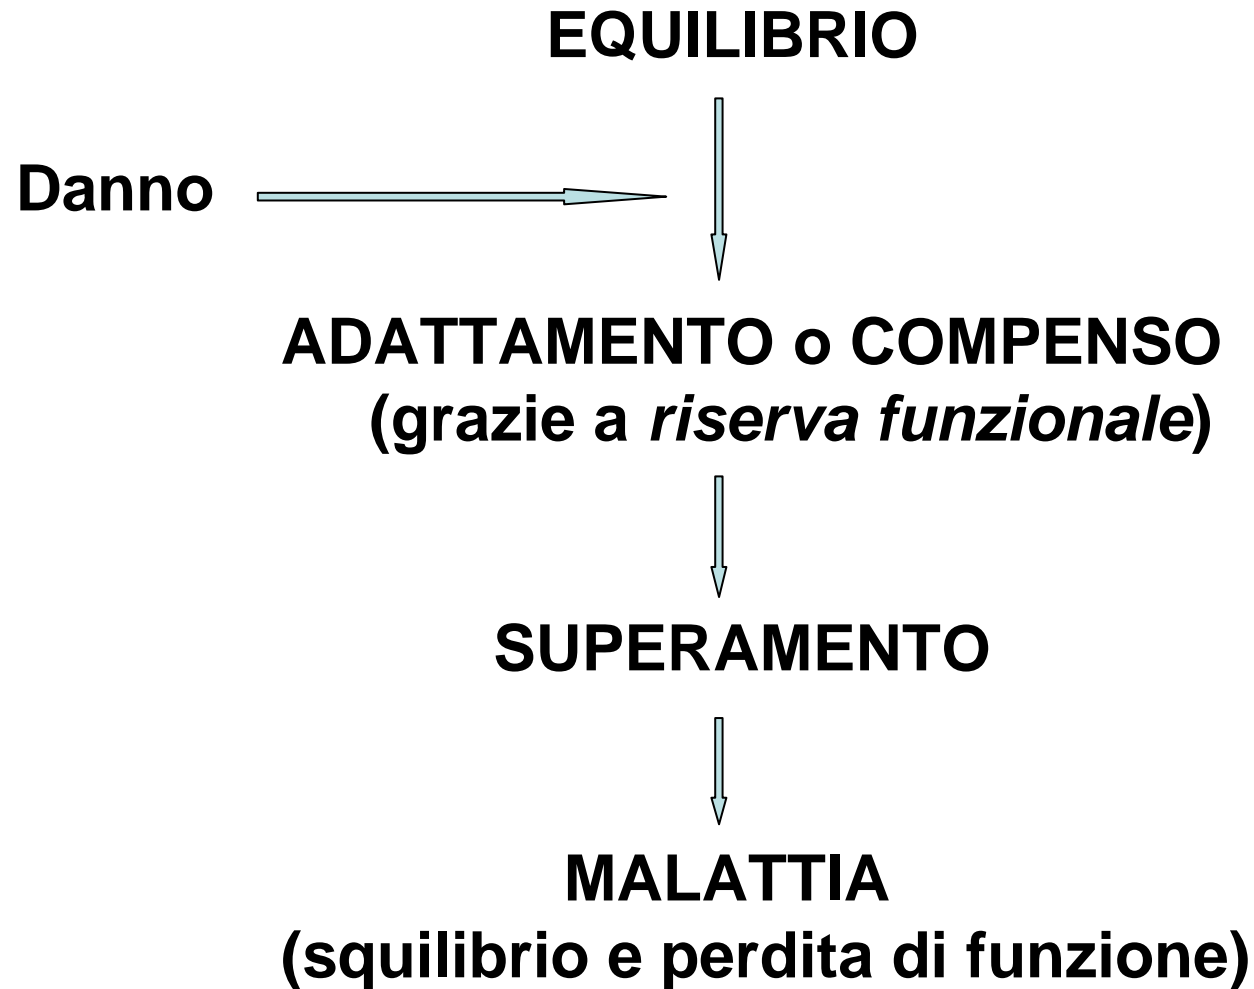 EQUILIBRIO
Danno
ADATTAMENTO o COMPENSO
(grazie a riserva funzionale)
SUPERAMENTO
MALATTIA
(squilibrio e perdita di funzione)